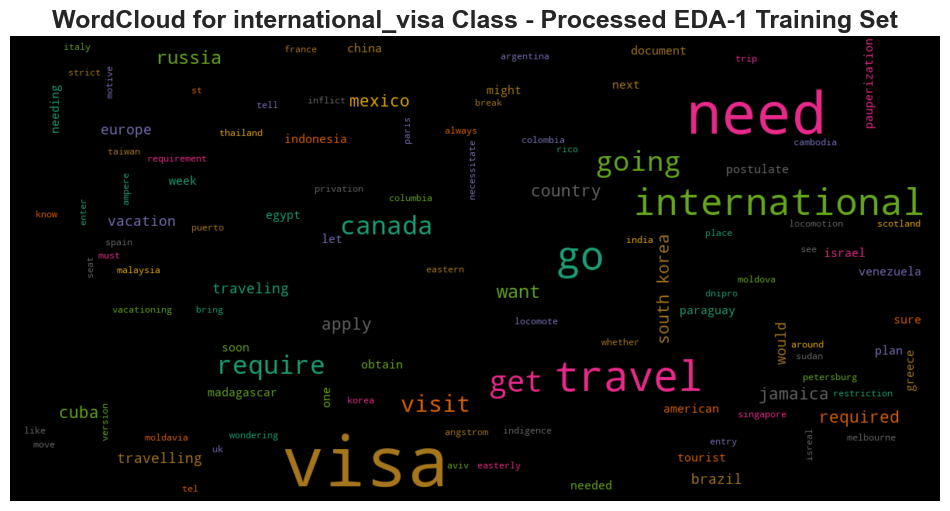 WordCloud for international_visa Class - Processed EDA-1 Training Set
italy
france
china
document
argentina
trip
russia
strict
motive
needing
st
tell
inflict
mexico
might
break
next
need
pauperization
europe
thailand
indonesia
paris
always
colombia
rico
cambodia
taiwan
requirement
necessitate
going
postulate
week
ampere
privation
columbia
country
international
know
enter
vacation
puerto
egypt
canada
locomotion
scotland
spain
must
let
india
place
see
israel
seat
malaysia
eastern
go
south korea
moldova
venezuela
traveling
want
dnipro
vacationing
bring
apply
locomote
paraguay
sure
whether
would
around
sudan
plan
greece
soon
require
obtain
get
travel
petersburg
madagascar
one
korea
visit
jamaica
restriction
cuba
version
american
singapore
required
like
move
moldavia
wondering
uk
angstrom
indigence
entry
isreal
melbourne
travelling
visa
aviv
easterly
tourist
tel
needed
brazil